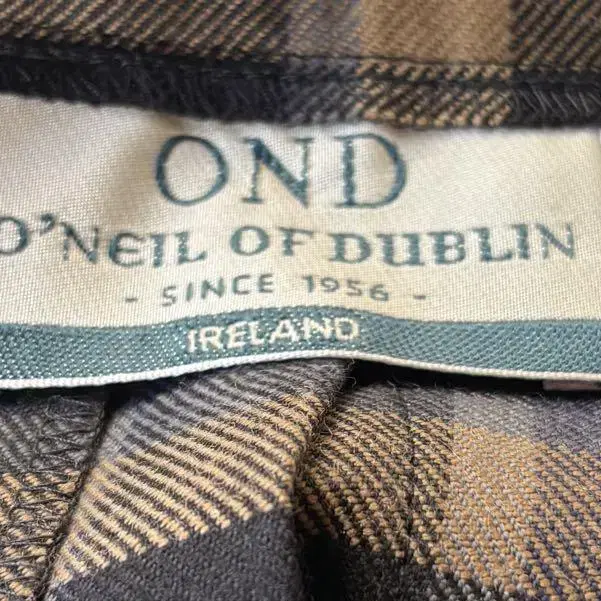 OND
O'NEIL OF DUBLIN
- SINCE 1956 -
IRELAND